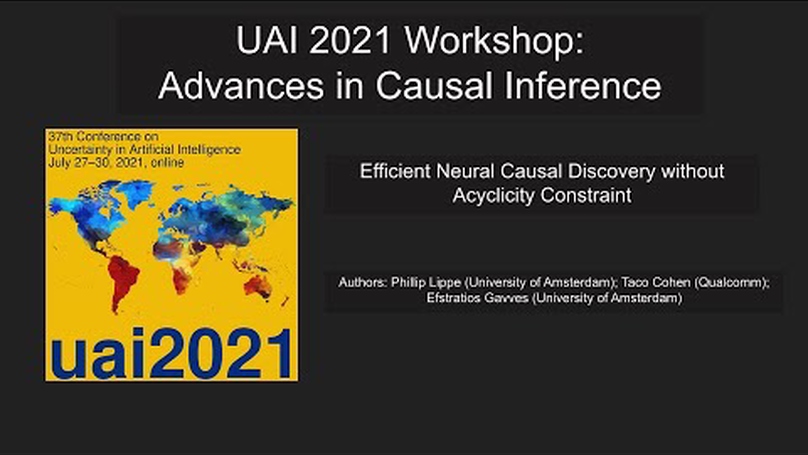 UAI 2021 Workshop:
Advances in Causal Inference
37th Conference on
Uncertainty in Artificial Intelligence
July 27–30, 2021, online
uai2021
Efficient Neural Causal Discovery without
Acyclicity Constraint
Authors: Phillip Lippe (University of Amsterdam); Taco Cohen (Qualcomm);
Efstratios Gavves (University of Amsterdam)